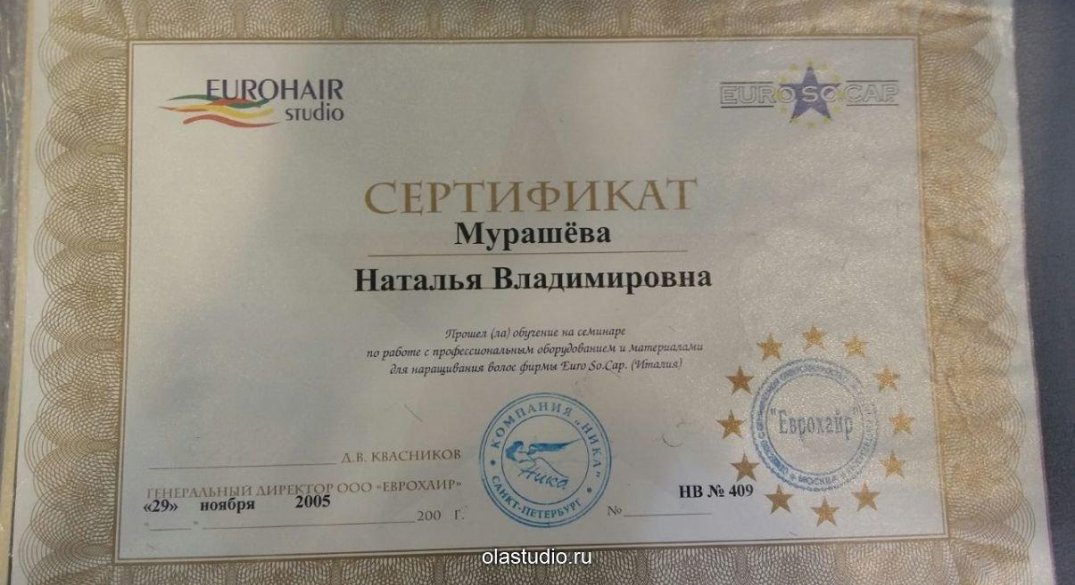 EUROHAIR
studio
EURO SO.CAP.
СЕРТИФИКАТ
Мурашёва
Наталья Владимировна
Прошел (ла) обучение на семинаре
по работе с профессиональным оборудованием и материалами
для наращивания волос фирмы Euro So.Cap. (Италия)
Д.В. КВАСНИКОВ
ГЕНЕРАЛЬНЫЙ ДИРЕКТОР ООО «ЕВРОХАИР»
«29» ноября 2005
200 Г.
КОМПАНИЯ "НИКА"
Ника
САНКТ-ПЕТЕРБУРГ
№
НВ № 409
"Еврохайр"
МОСКВА
olastudio.ru